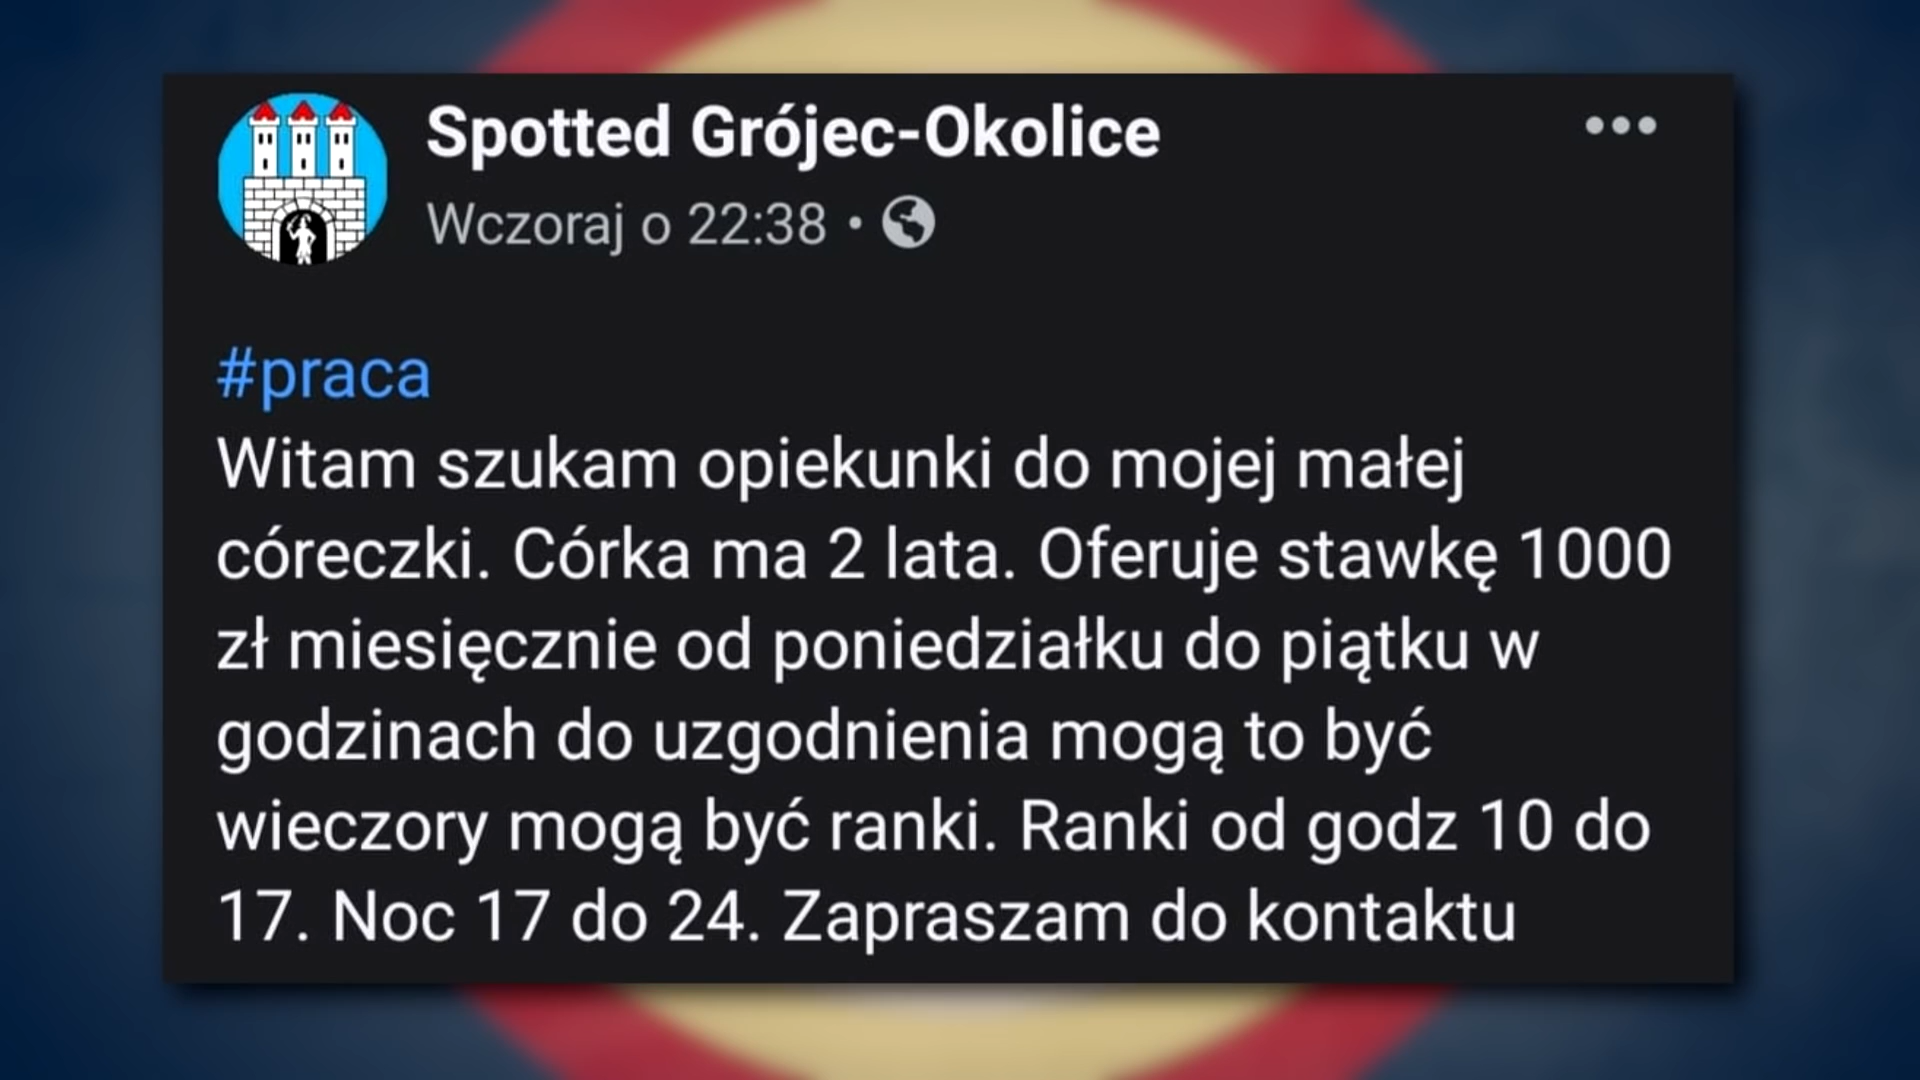 Spotted Grójec-Okolice
Wczoraj o 22:38 •
#praca
Witam szukam opiekunki do mojej małej
córeczki. Córka ma 2 lata. Oferuje stawkę 1000
zł miesięcznie od poniedziałku do piątku w
godzinach do uzgodnienia mogą to być
wieczory mogą być ranki. Ranki od godz 10 do
17. Noc 17 do 24. Zapraszam do kontaktu